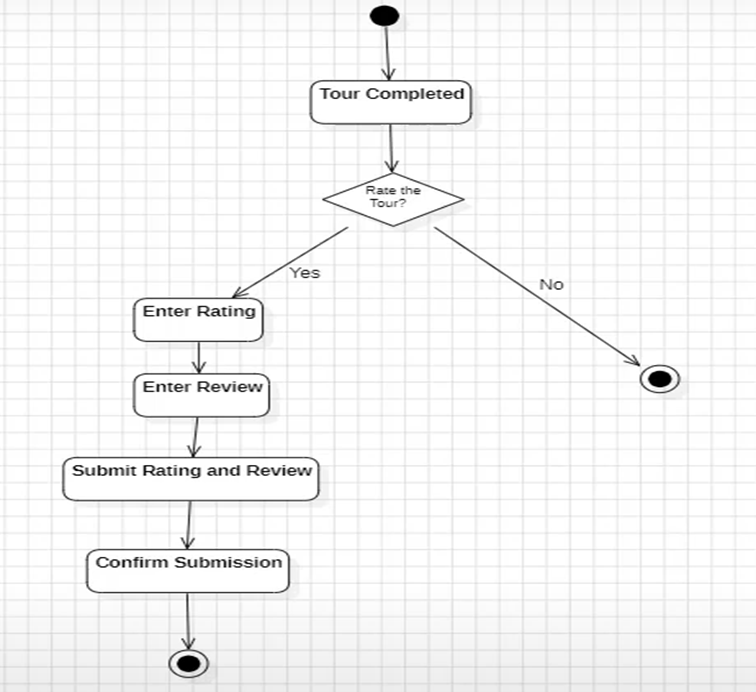 Tour Completed
Rate the
Tour?
Yes
No
Enter Rating
Enter Review
Submit Rating and Review
Confirm Submission